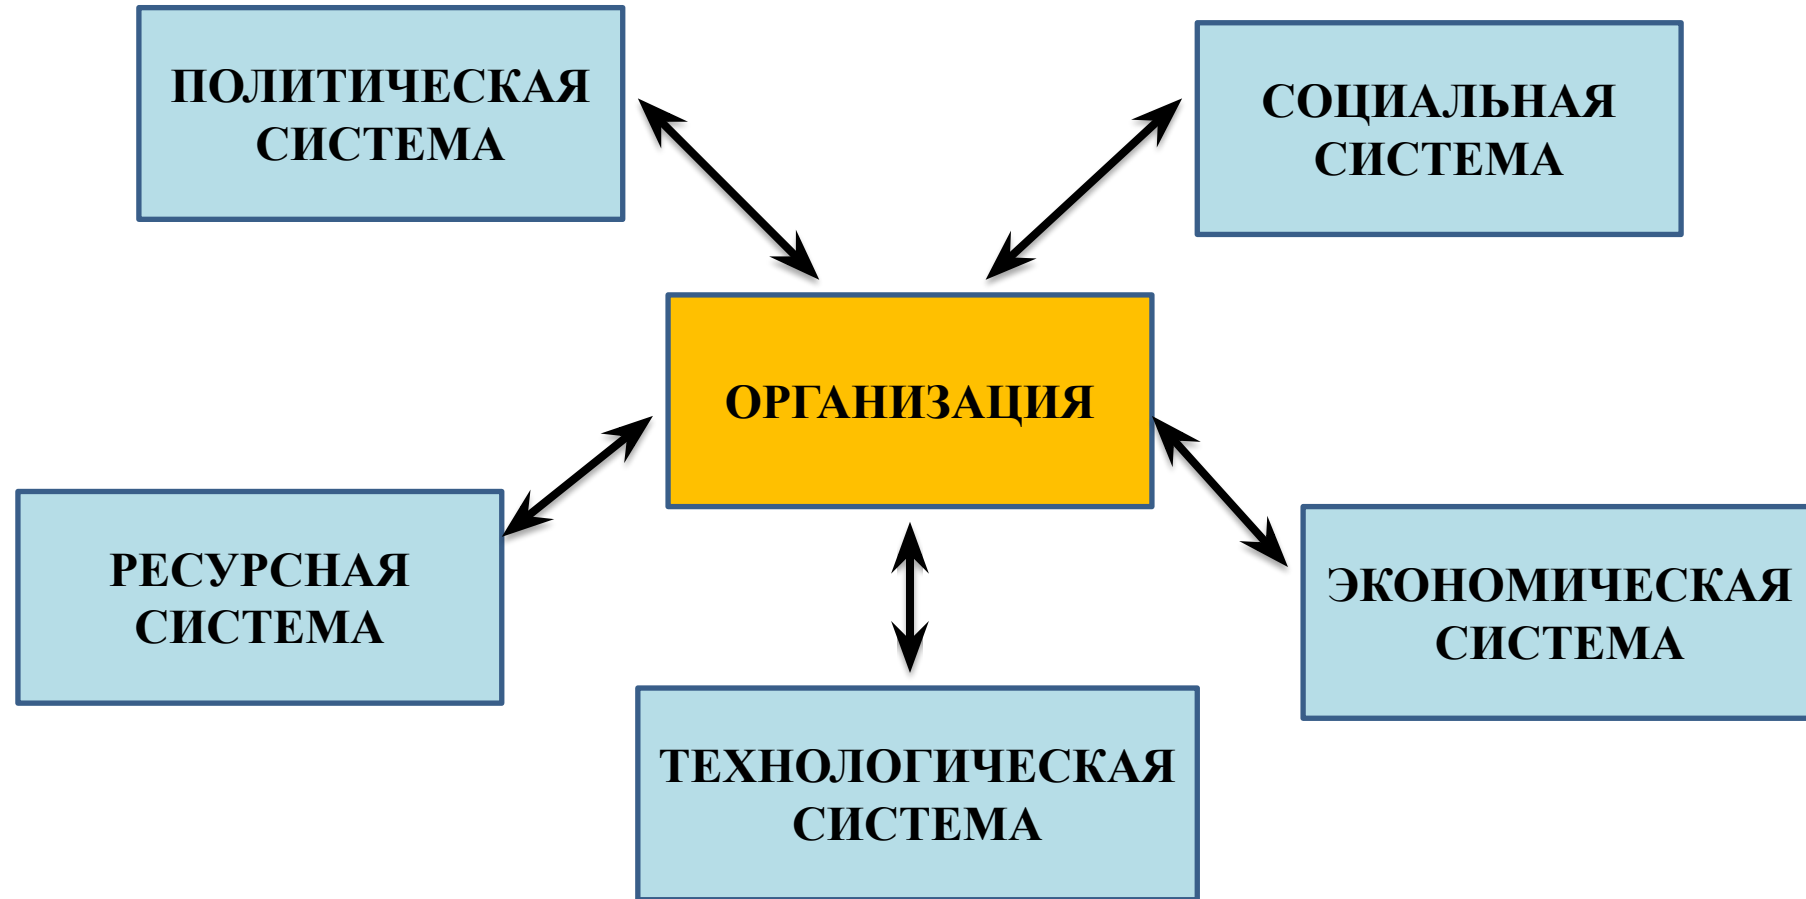 ПОЛИТИЧЕСКАЯ
СИСТЕМА
СОЦИАЛЬНАЯ
СИСТЕМА
ОРГАНИЗАЦИЯ
РЕСУРСНАЯ
СИСТЕМА
ЭКОНОМИЧЕСКАЯ
СИСТЕМА
ТЕХНОЛОГИЧЕСКАЯ
СИСТЕМА